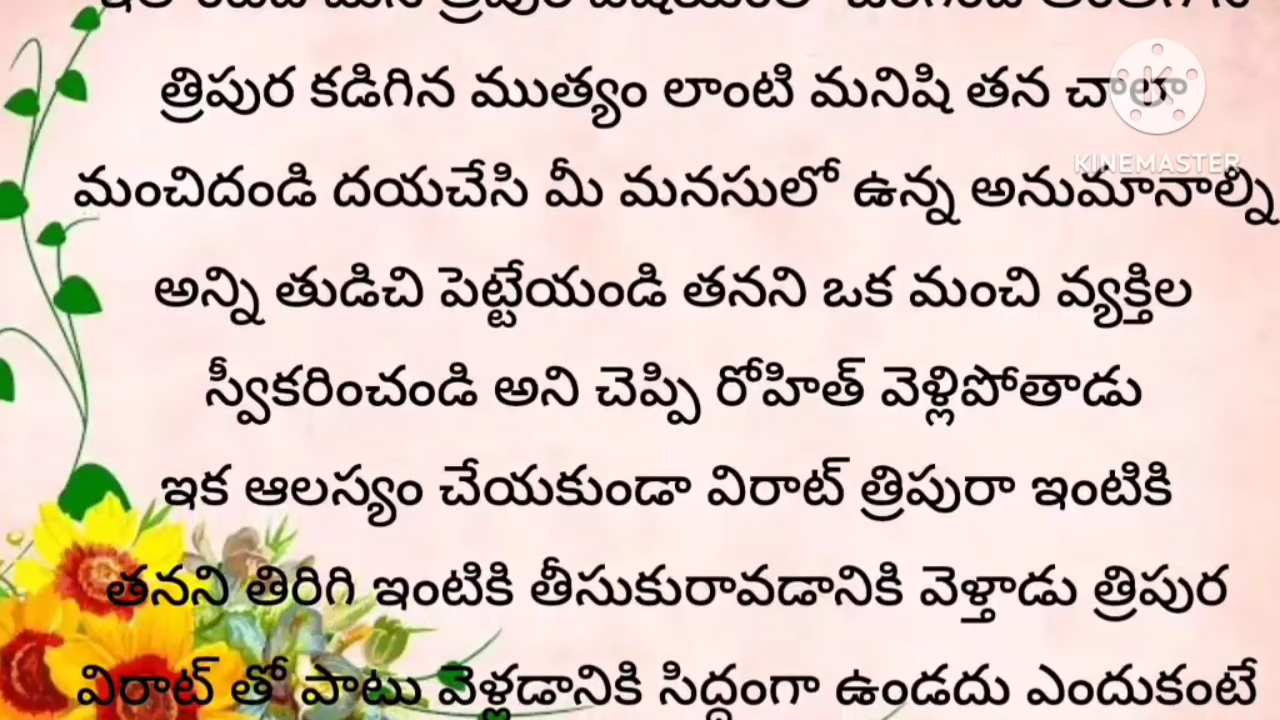 త్రిపుర కడిగిన ముత్యం లాంటి మనిషి తన చాలా
మంచిదండి దయచేసి మీ మనసులో ఉన్న అనుమానాల్ని
అన్ని తుడిచి పెట్టేయండి తనని ఒక మంచి వ్యక్తిల
స్వీకరించండి అని చెప్పి రోహిత్ వెళ్లిపోతాడు
ఇక ఆలస్యం చేయకుండా విరాట్ త్రిపురా ఇంటికి
తనని తిరిగి ఇంటికి తీసుకురావడానికి వెళ్తాడు త్రిపుర
విరాట్ తో పాటు వెళ్లడానికి సిద్ధంగా ఉండదు ఎందుకంటే
K
KINEMASTER